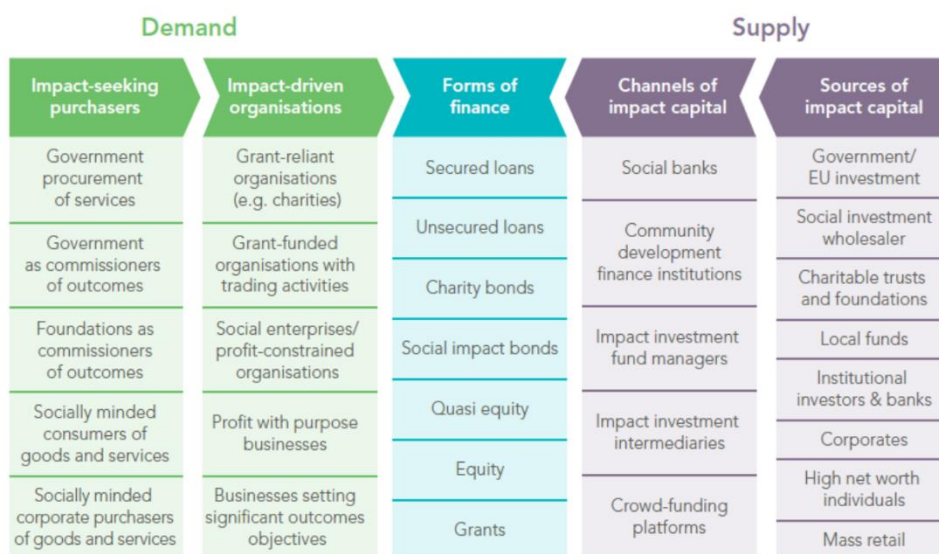 Demand
Supply
Impact-seeking
purchasers
Government
procurement
of services
Government
as commissioners
of outcomes
Foundations as
commissioners
of outcomes
Socially minded
consumers of
goods and services
Socially minded
corporate purchasers
of goods and services
Impact-driven
organisations
Grant-reliant
organisations
(e.g. charities)
Grant-funded
organisations with
trading activities
Social enterprises/
profit-constrained
organisations
Profit with purpose
businesses
Businesses setting
significant outcomes
objectives
Forms of
finance
Secured loans
Unsecured loans
Charity bonds
Social impact bonds
Quasi equity
Equity
Grants
Channels of
impact capital
Social banks
Community
development
finance institutions
Impact investment
fund managers
Impact investment
intermediaries
Crowd-funding
platforms
Sources of
impact capital
Government/
EU investment
Social investment
wholesaler
Charitable trusts
and foundations
Local funds
Institutional
investors & banks
Corporates
High net worth
individuals
Mass retail